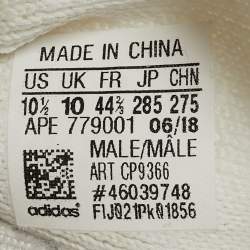 MADE IN CHINA
US UK FR JP CHN
10½ 10 44⅔ 285 275
APE 779001 06/18
MALE/MÂLE
ART CP9366
#46039748
adidas® F1J021Pk01856